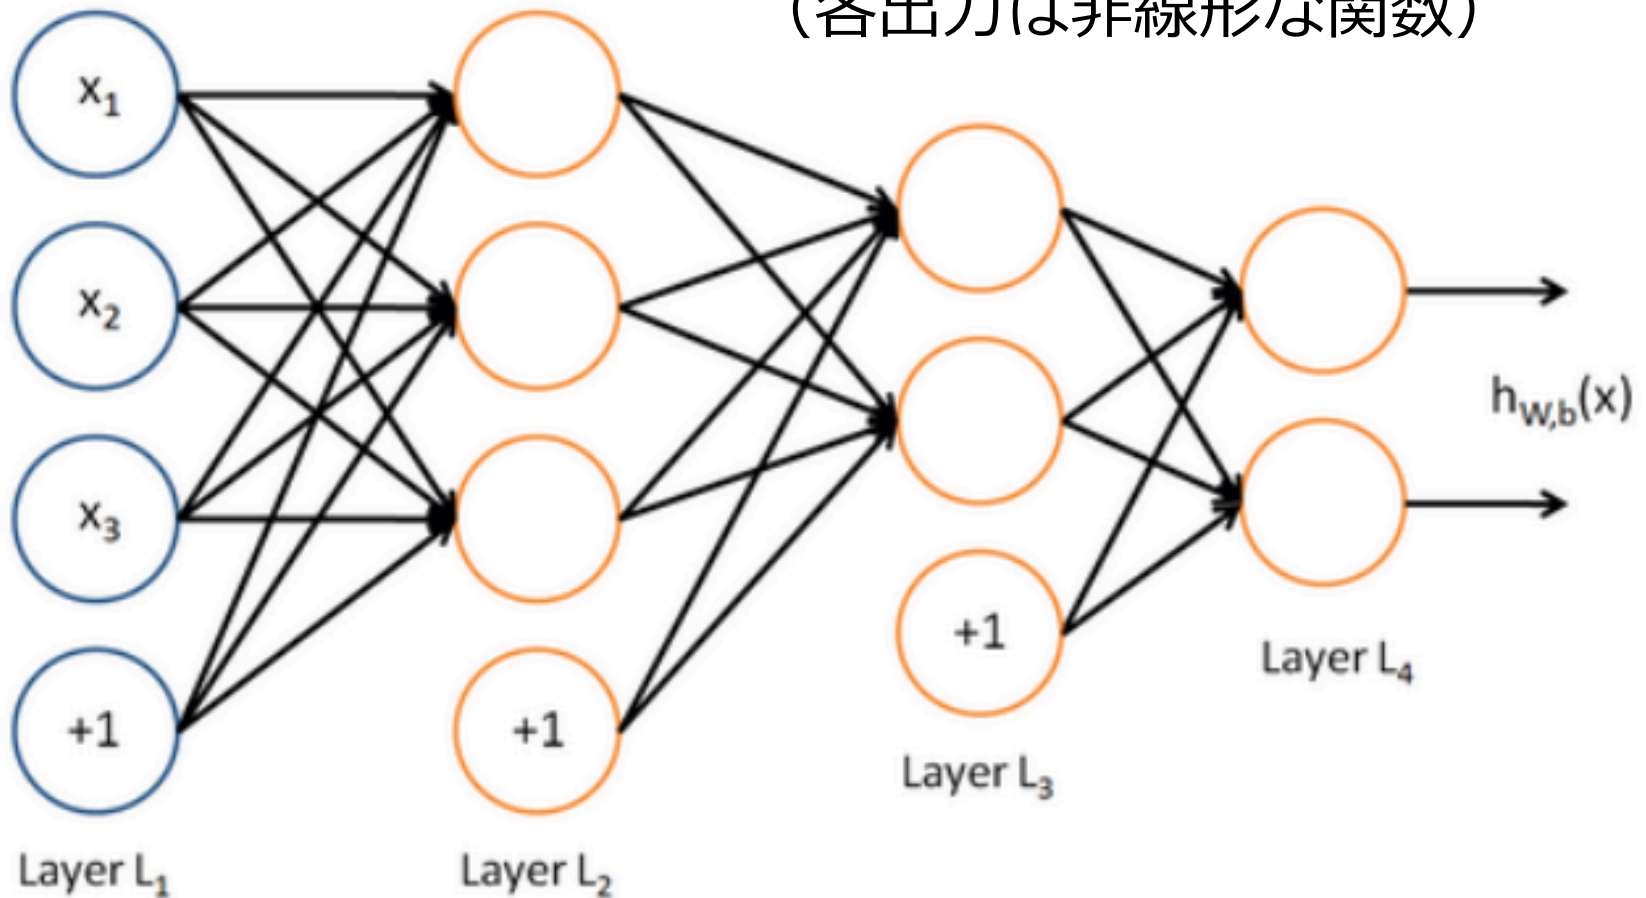 （各出力は非線形な関数）
x₁
x₂
x₃
+1
Layer L₁
+1
Layer L₂
+1
Layer L₃
Layer L₄
h_W,b(x)